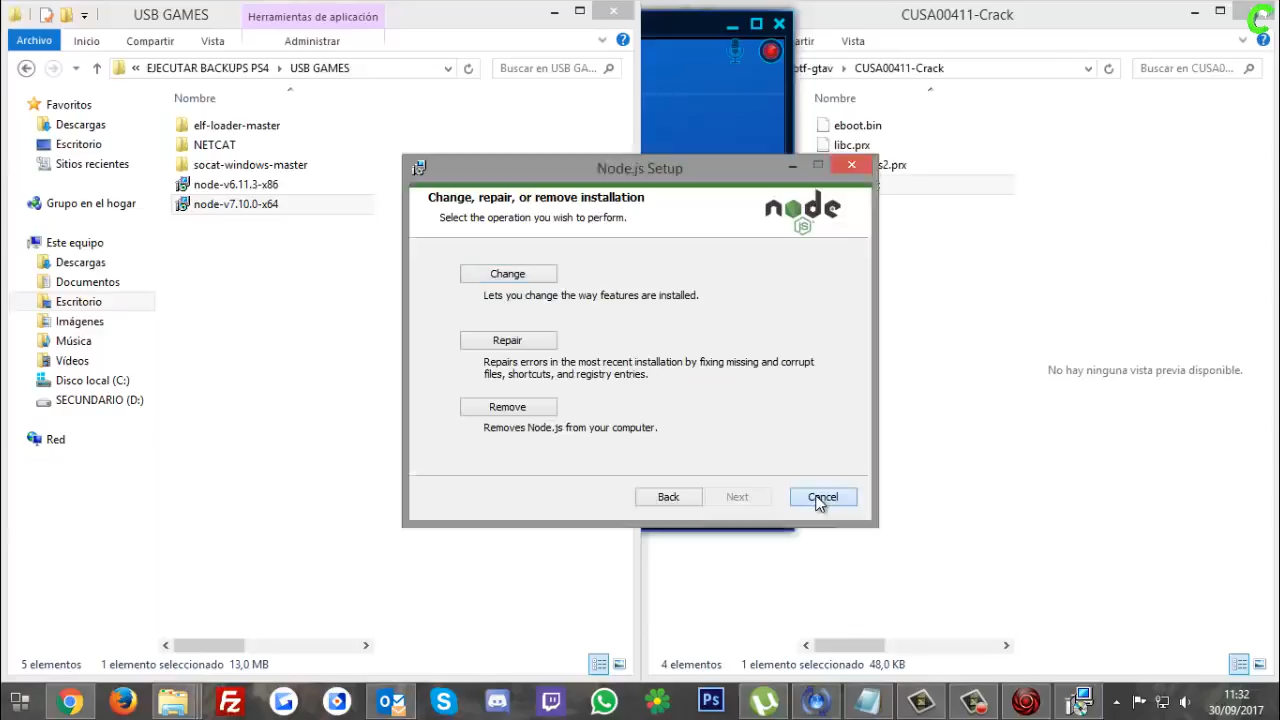 USB GAMES
Herramientas de aplicación
CUSA00411-Crack
Archivo
Inicio
Compartir
Vista
Administrar
artir
Vista
« EJECUTAR BACKUPS PS4 ▸ USB GAMES
Buscar en USB GA...
otf-gtav ▸ CUSA00411-Crack
Buscar en CUSA0...
Nombre
Nombre
Favoritos
Descargas
Escritorio
Sitios recientes
Grupo en el hogar
Este equipo
Descargas
Documentos
Escritorio
Imágenes
Música
Vídeos
Disco local (C:)
SECUNDARIO (D:)
Red
elf-loader-master
NETCAT
socat-windows-master
node-v6.11.3-x86
node-v7.10.0-x64
eboot.bin
libc.prx
s2.prx
Node.js Setup
Change, repair, or remove installation
Select the operation you wish to perform.
node
JS
Change
Lets you change the way features are installed.
Repair
Repairs errors in the most recent installation by fixing missing and corrupt
files, shortcuts, and registry entries.
Remove
Removes Node.js from your computer.
Back
Next
Cancel
No hay ninguna vista previa disponible.
5 elementos
1 elemento seleccionado 13,0 MB
4 elementos
1 elemento seleccionado 48,0 KB
Ps
11:32
30/09/2017